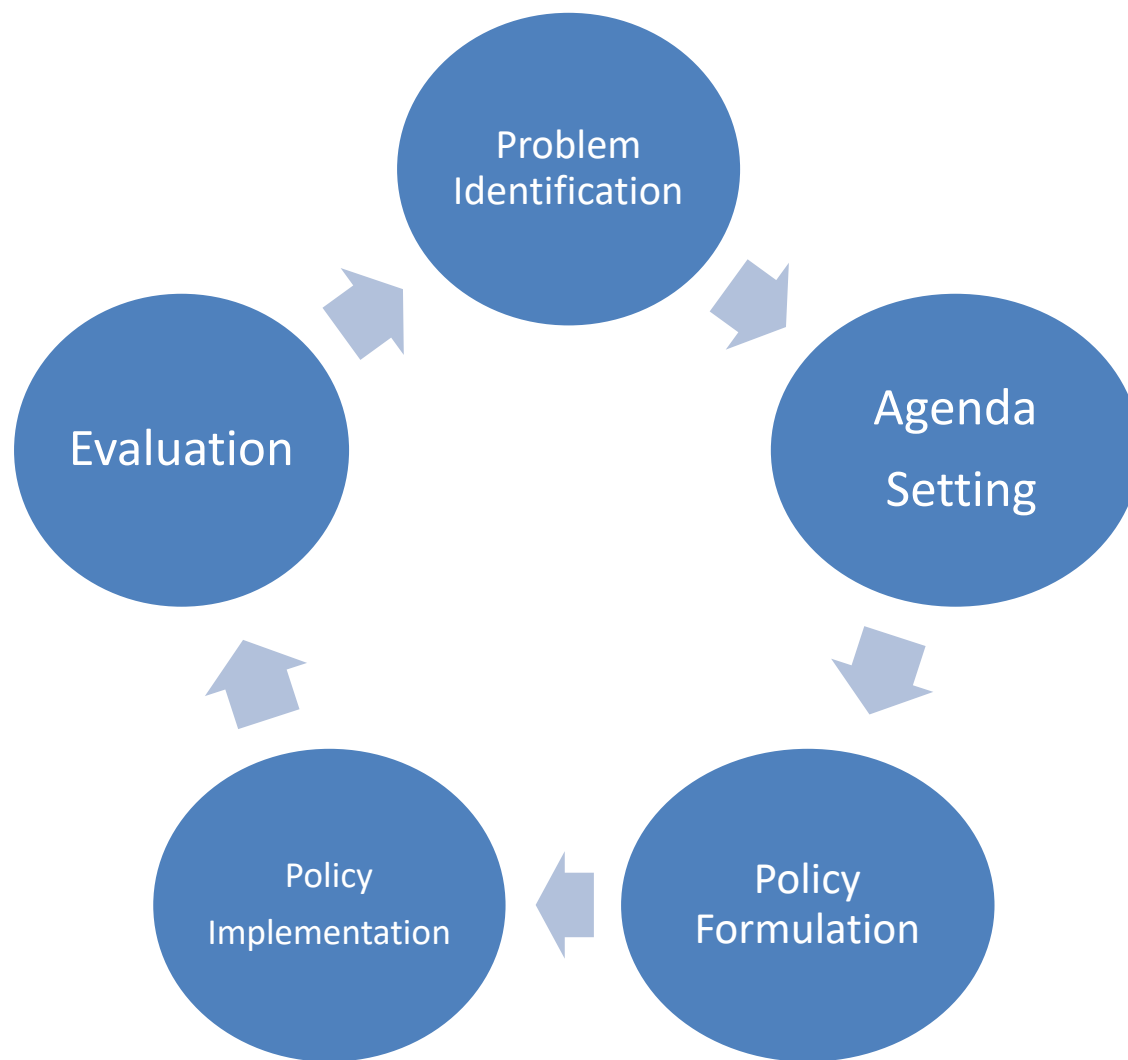 Problem
Identification
Agenda
Setting
Policy
Formulation
Policy
Implementation
Evaluation